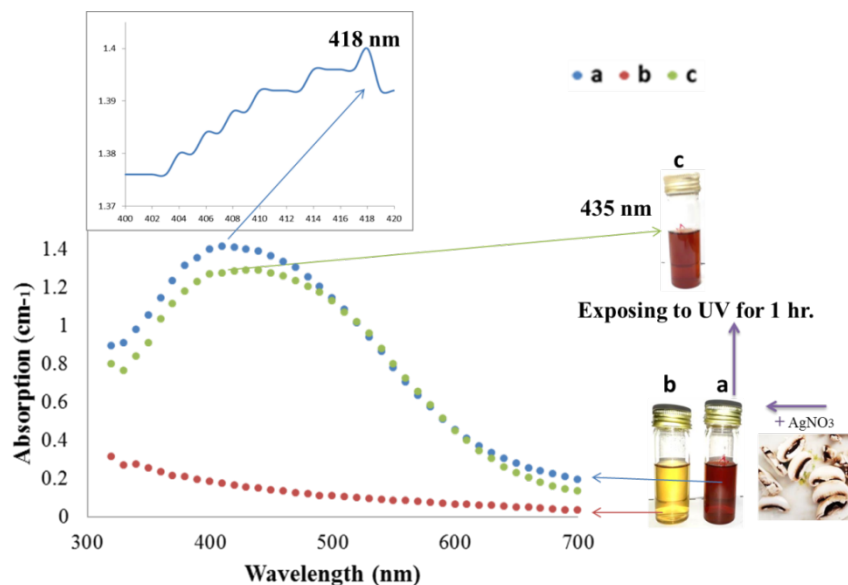 418 nm
1.4
1.39
1.38
1.37
400 402 404 406 408 410 412 414 416 418 420
a b c
c
435 nm
Exposing to UV for 1 hr.
b a
+ AgNO3
Absorption (cm-1)
1.4
1.2
1
0.8
0.6
0.4
0.2
0
300 400 500 600 700
Wavelength (nm)